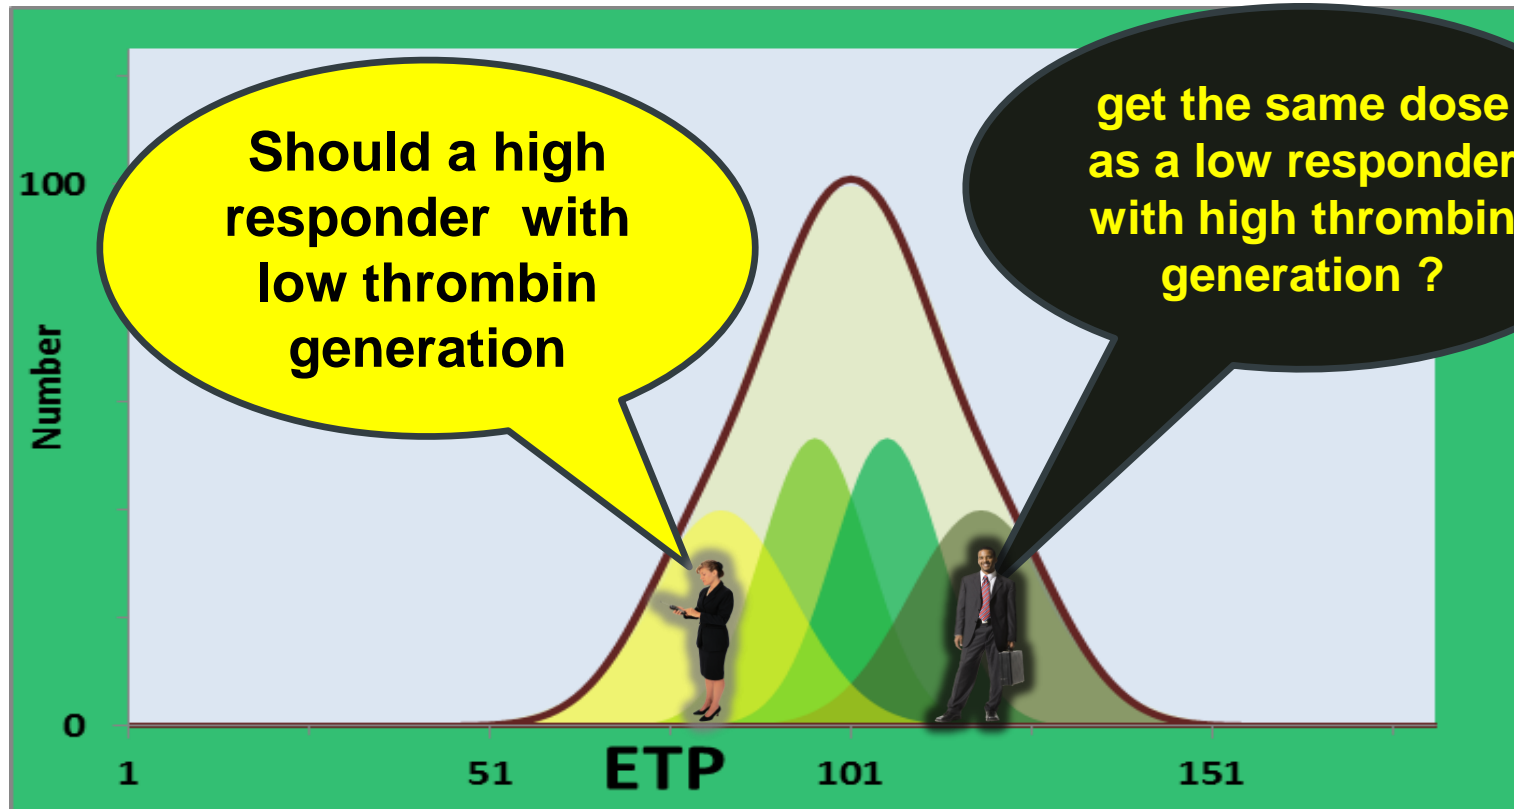 Should a high
responder with
low thrombin
generation
get the same dose
as a low responder
with high thrombin
generation ?
100
Number
0
1
51
ETP
101
151